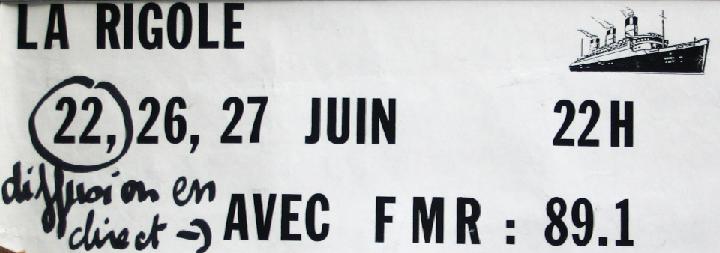 LA RIGOLE
22, 26, 27 JUIN 22H
diffusion en
direct → AVEC FMR : 89.1